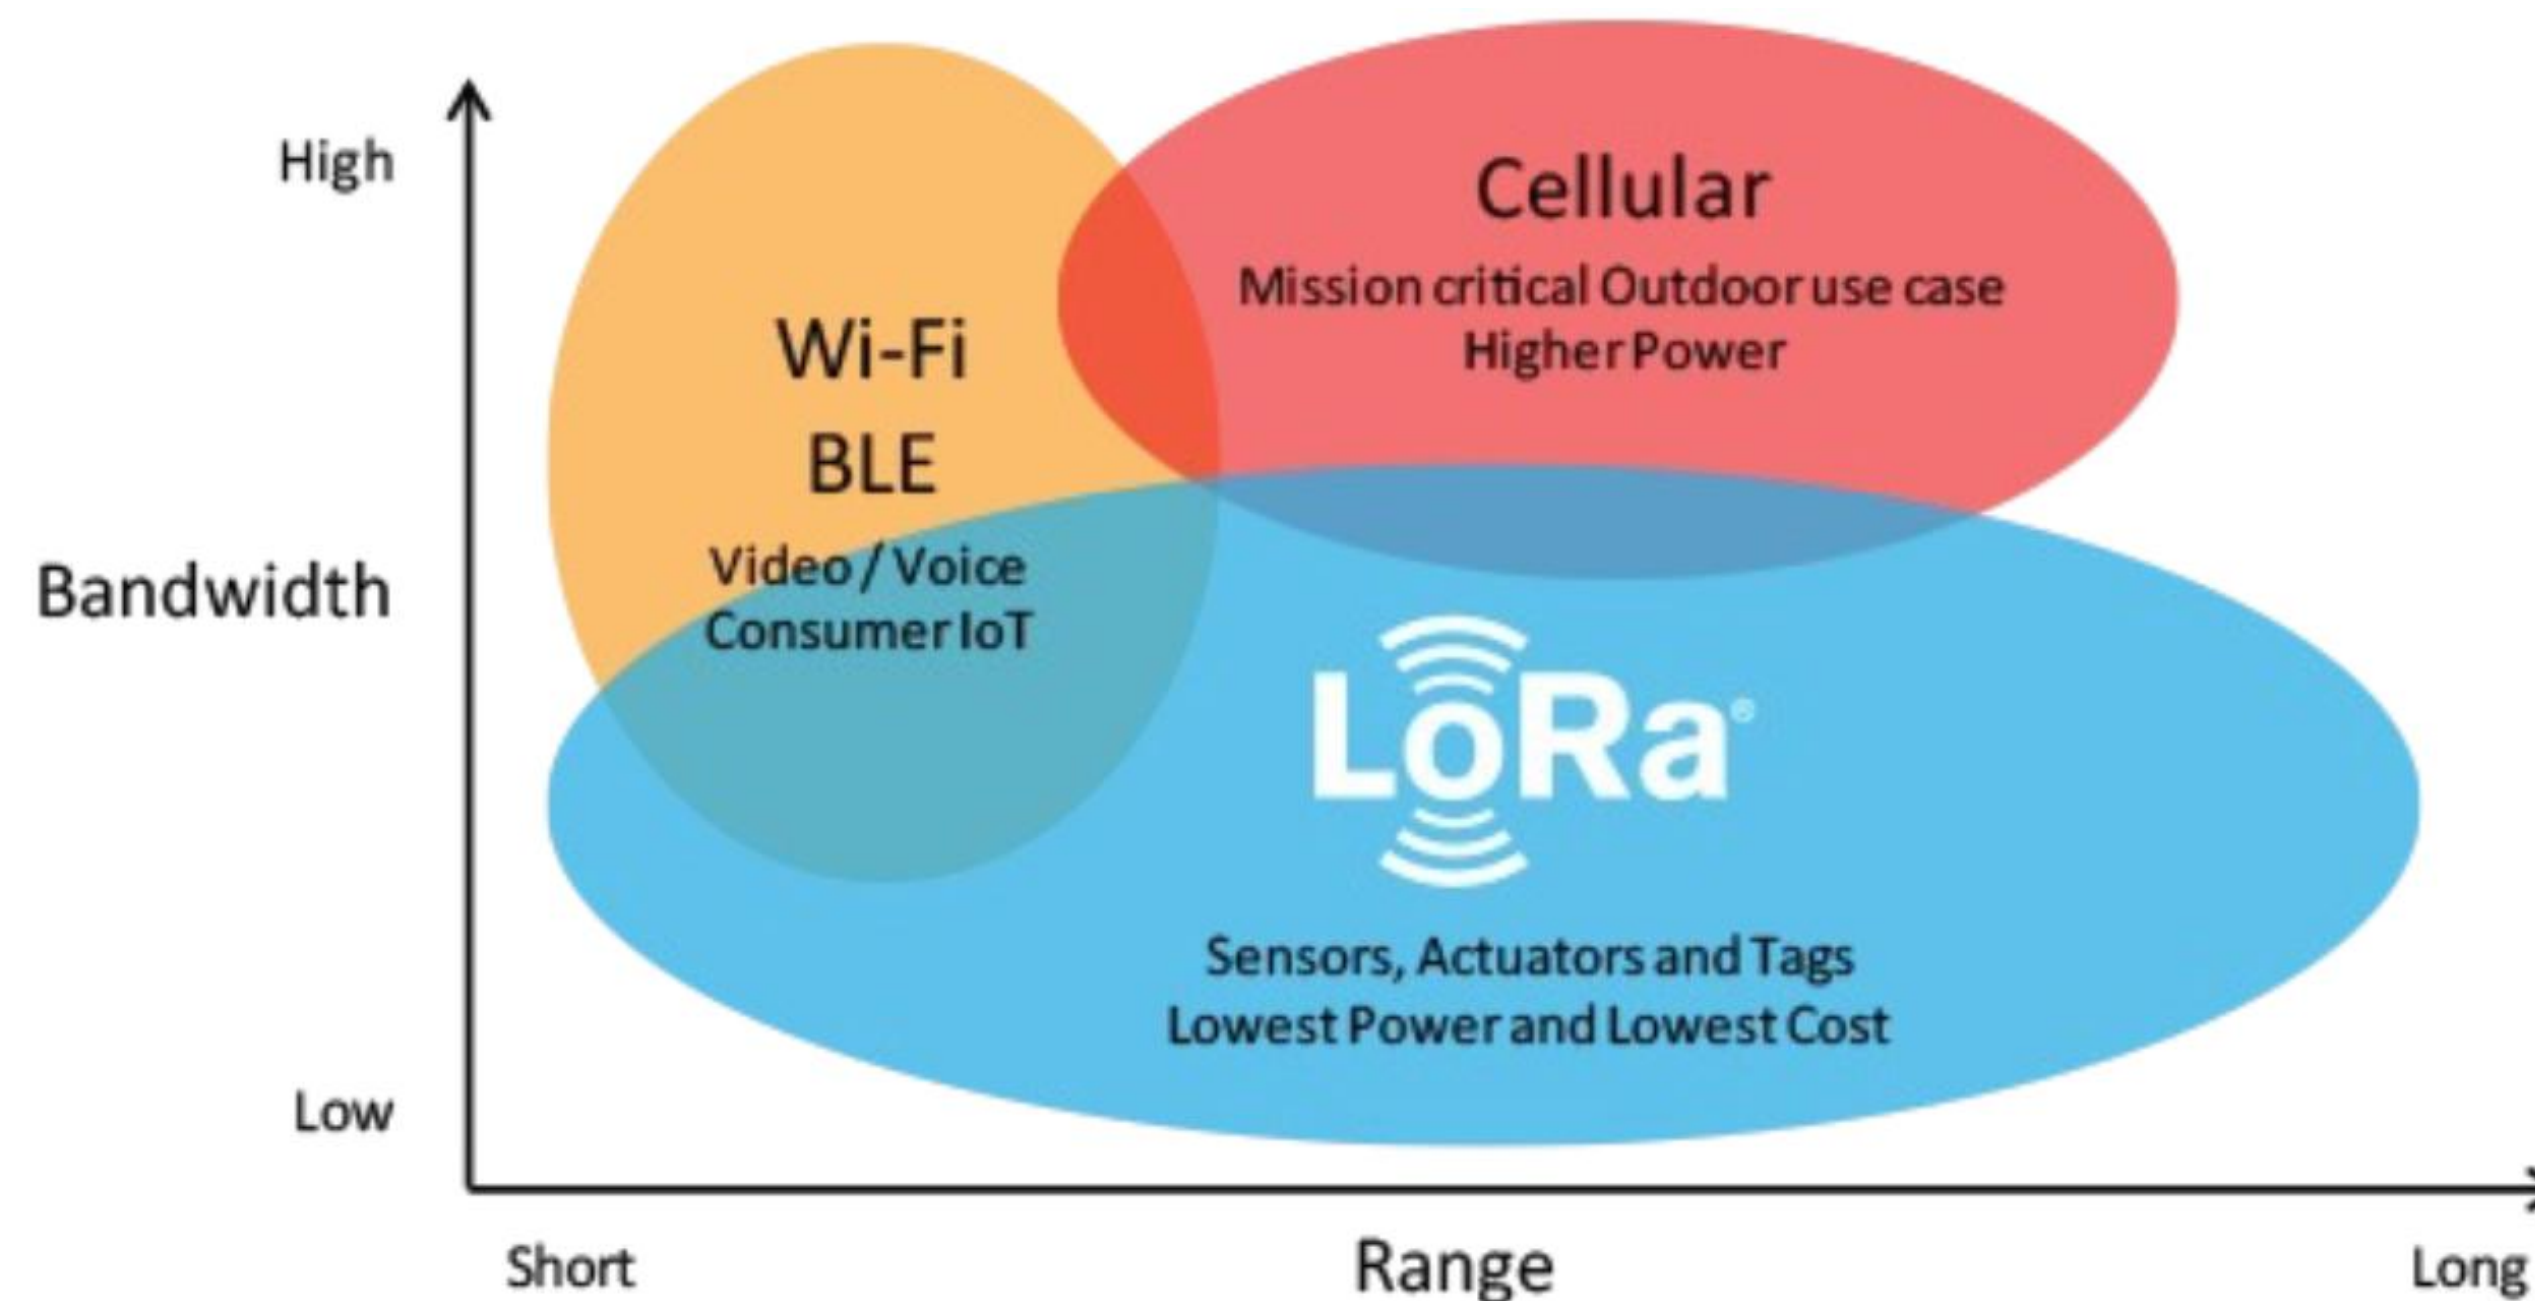 High
Cellular
Mission critical Outdoor use case
Higher Power
Wi-Fi
BLE
Video / Voice
Consumer IoT
Bandwidth
LoRa®
Sensors, Actuators and Tags
Lowest Power and Lowest Cost
Low
Short
Range
Long